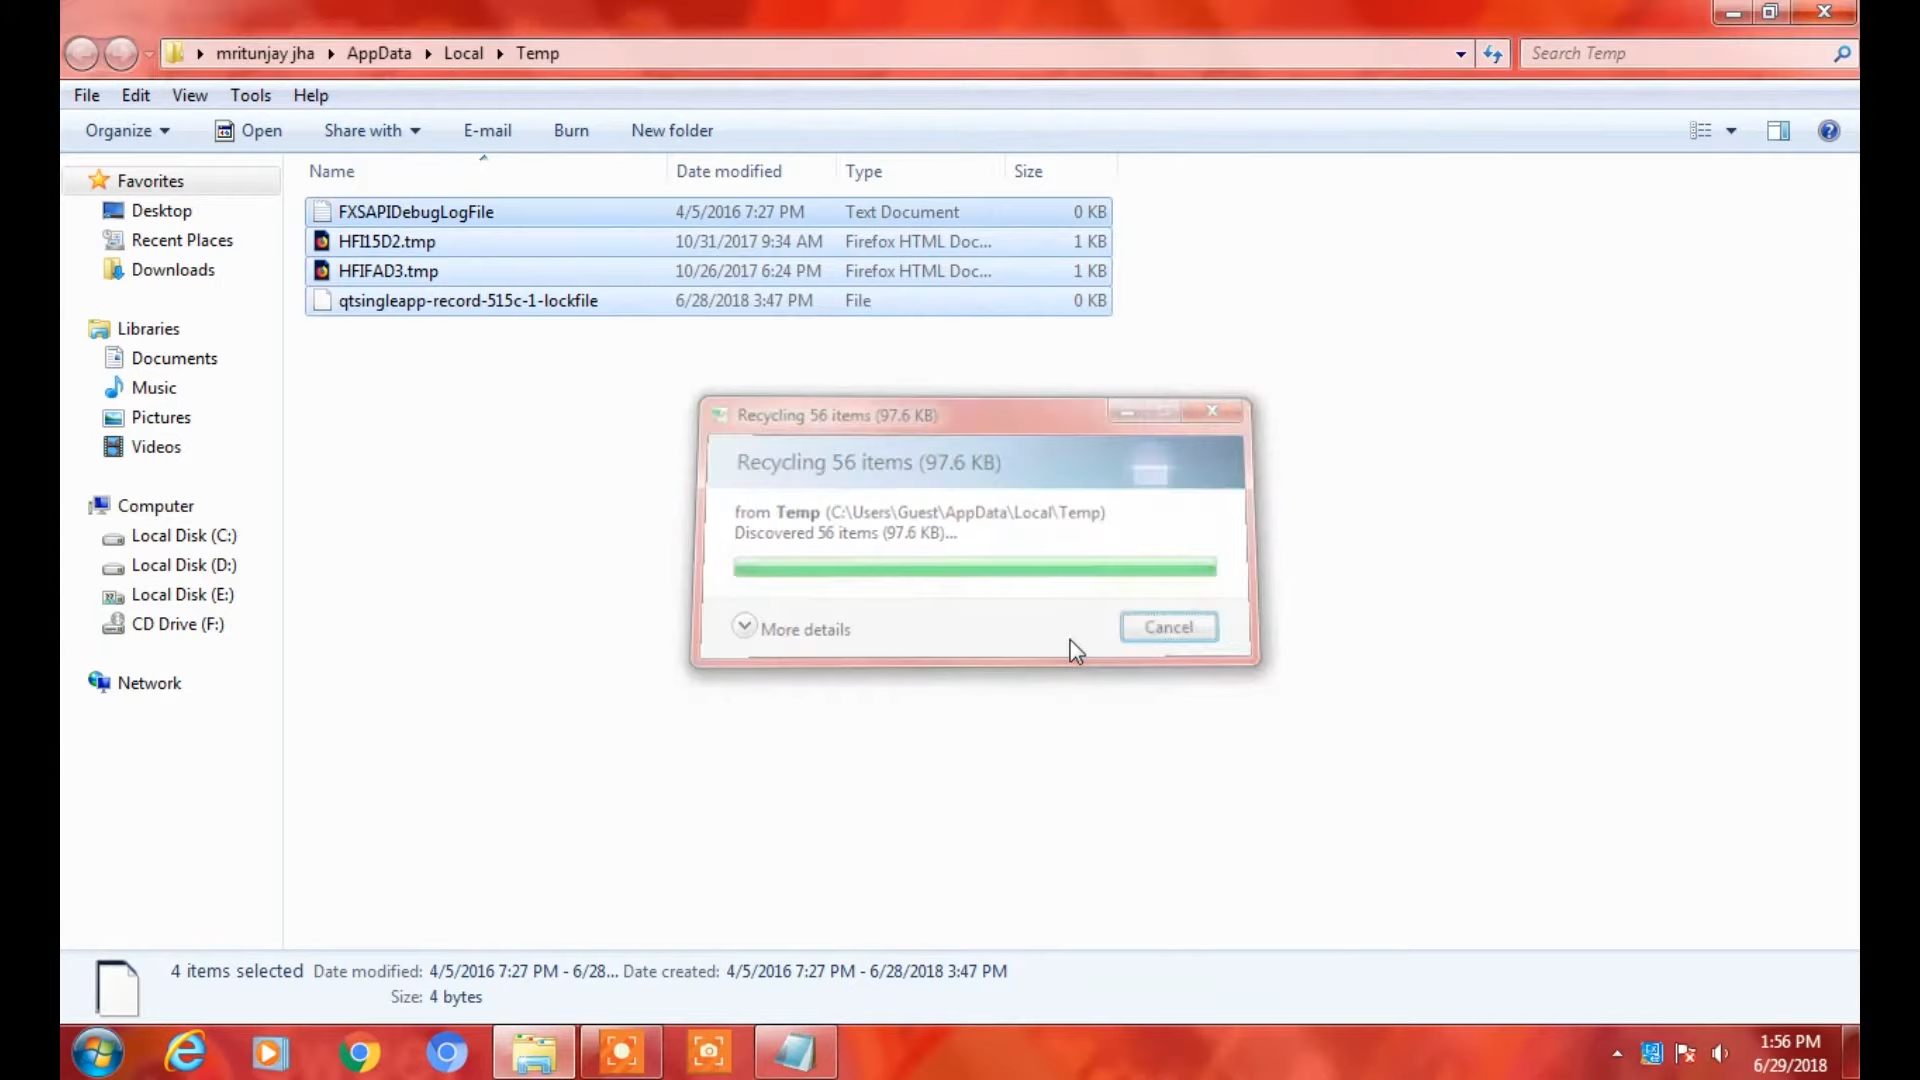 mritunjay jha AppData Local Temp
Search Temp
File Edit View Tools Help
Organize Open Share with E-mail Burn New folder
Name Date modified Type Size
Favorites
Desktop
Recent Places
Downloads
Libraries
Documents
Music
Pictures
Videos
Computer
Local Disk (C:)
Local Disk (D:)
Local Disk (E:)
CD Drive (F:)
Network
FXSAPIDebugLogFile 4/5/2016 7:27 PM Text Document 0 KB
HFI15D2.tmp 10/31/2017 9:34 AM Firefox HTML Doc... 1 KB
HFIFAD3.tmp 10/26/2017 6:24 PM Firefox HTML Doc... 1 KB
qtsingleapp-record-515c-1-lockfile 6/28/2018 3:47 PM File 0 KB
Recycling 56 items (97.6 KB)
Recycling 56 items (97.6 KB)
from Temp (C:\Users\Guest\AppData\Local\Temp)
Discovered 56 items (97.6 KB)...
More details
Cancel
4 items selected Date modified: 4/5/2016 7:27 PM - 6/28... Date created: 4/5/2016 7:27 PM - 6/28/2018 3:47 PM
Size: 4 bytes
1:56 PM
6/29/2018